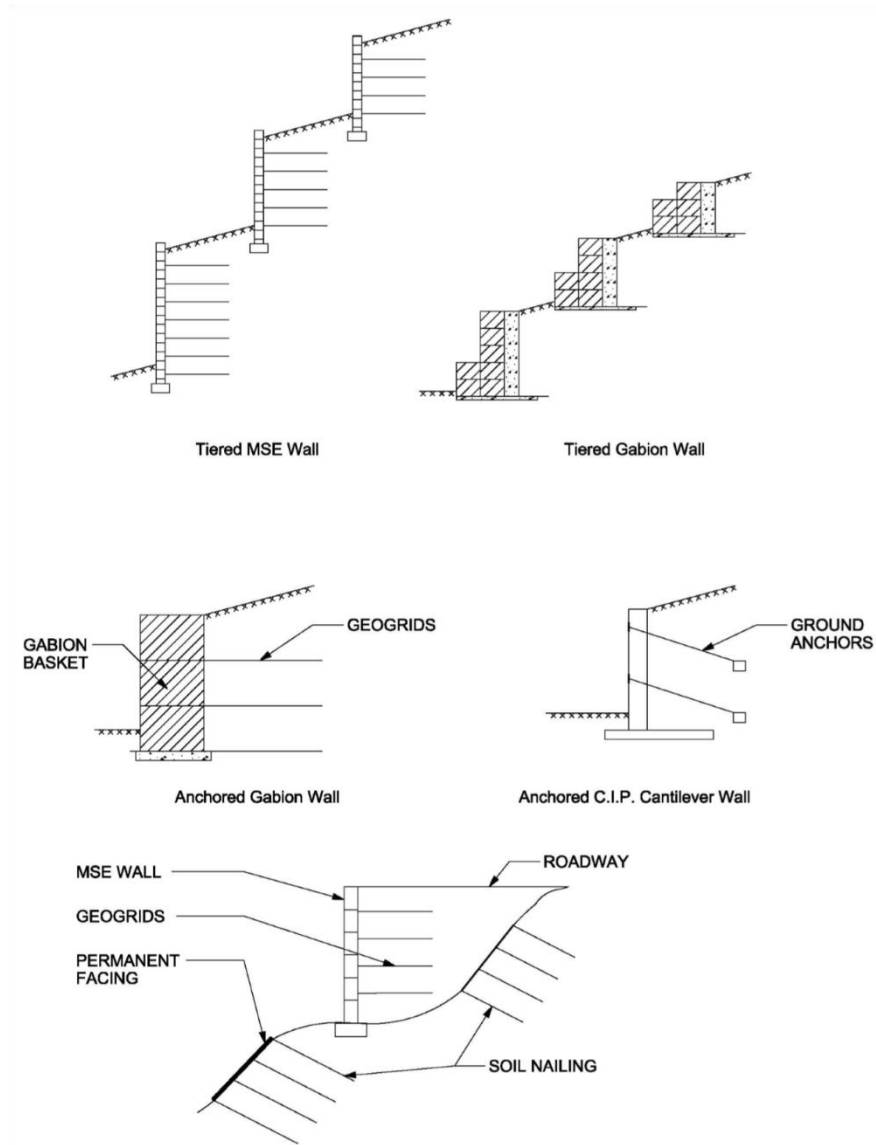 Tiered MSE Wall
Tiered Gabion Wall
GABION
BASKET
GEOGRIDS
GROUND
ANCHORS
Anchored Gabion Wall
Anchored C.I.P. Cantilever Wall
MSE WALL
ROADWAY
GEOGRIDS
PERMANENT
FACING
SOIL NAILING